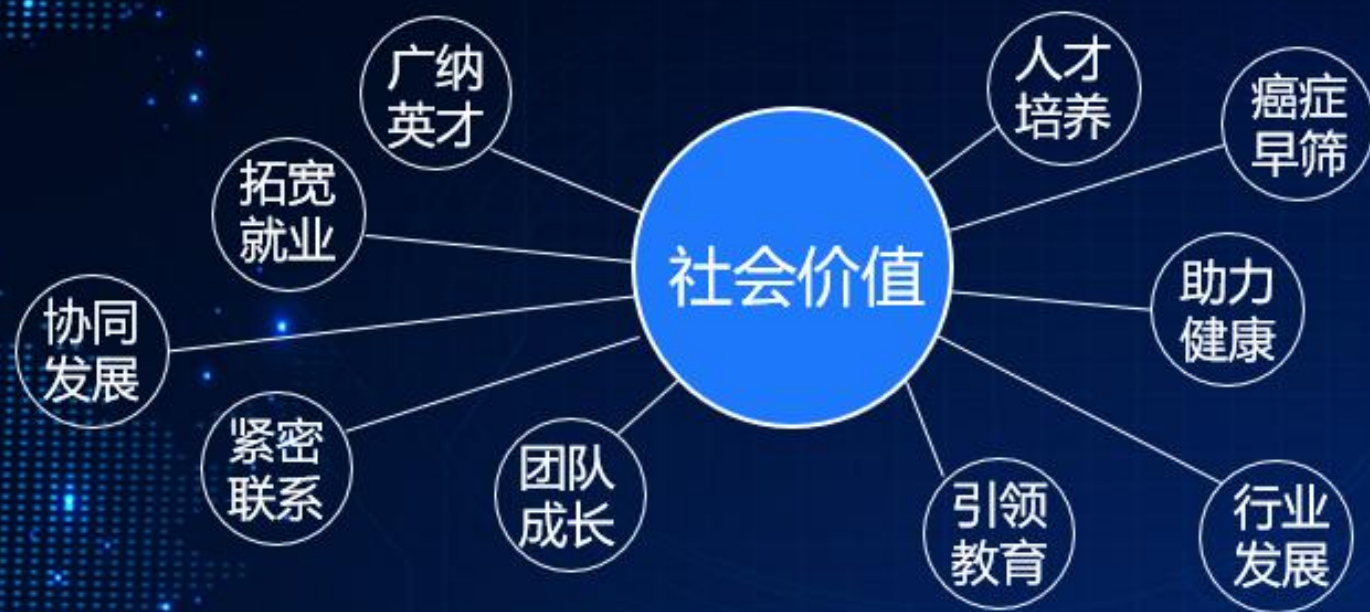 广纳
英才
人才
培养
癌症
早筛
拓宽
就业
社会价值
助力
健康
协同
发展
紧密
联系
团队
成长
引领
教育
行业
发展